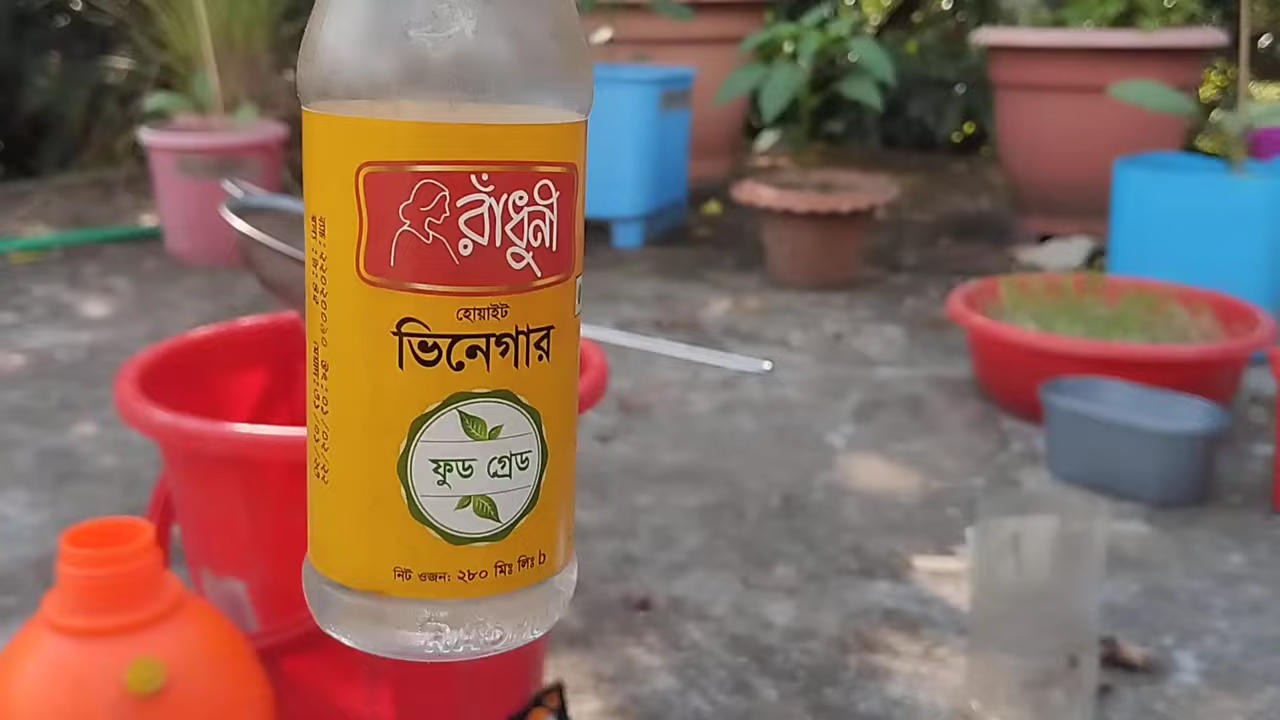 রাঁধুনী
হোয়াইট
ভিনেগার
ফুড গ্রেড
নিট ওজন: ২৮০ মিঃ লিঃ b